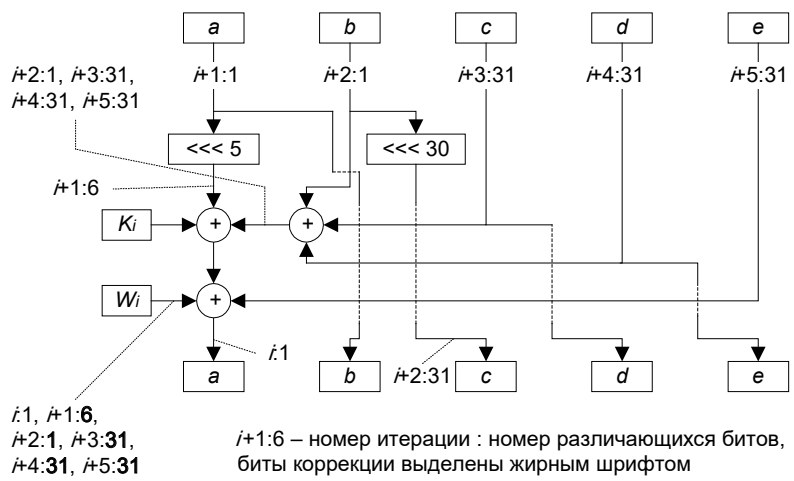 a b c d e
i+2:1, i+3:31,
i+4:31, i+5:31
i+1:1
i+2:1
i+3:31
i+4:31
i+5:31
<<< 5
<<< 30
i+1:6
Ki
+
+
Wi
+
i:1
i+2:31
a b c d e
i:1, i+1:6,
i+2:1, i+3:31,
i+4:31, i+5:31
i+1:6 – номер итерации : номер различающихся битов,
биты коррекции выделены жирным шрифтом